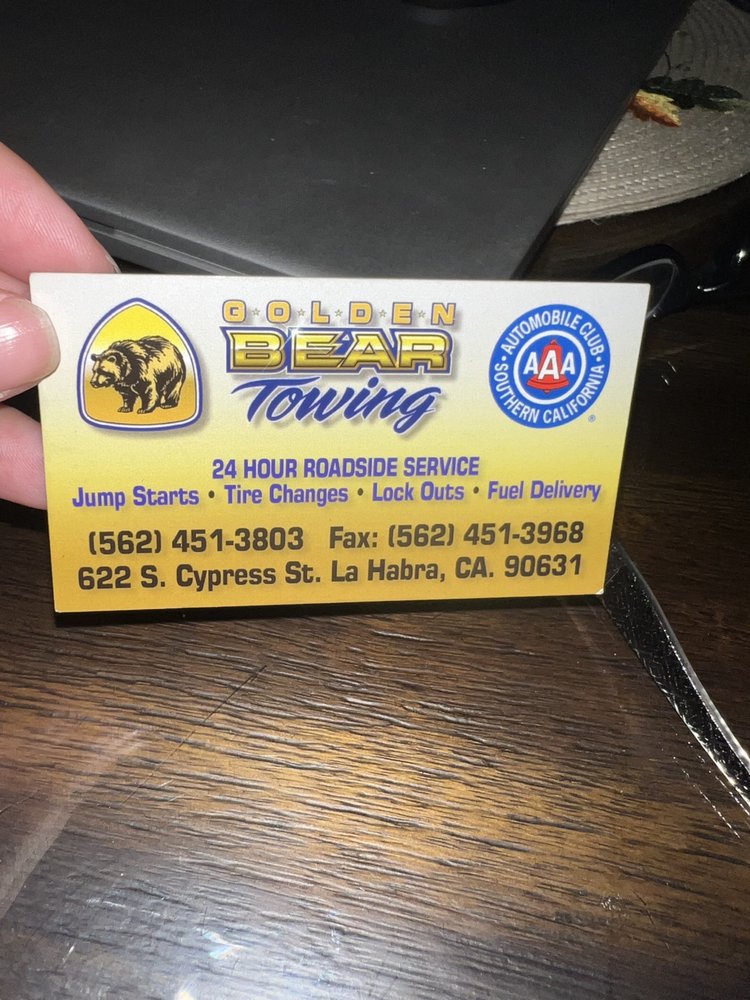 G·O·L·D·E·N
BEAR
Towing
AUTOMOBILE CLUB
AAA
SOUTHERN CALIFORNIA
®
24 HOUR ROADSIDE SERVICE
Jump Starts • Tire Changes • Lock Outs • Fuel Delivery
(562) 451-3803 Fax: (562) 451-3968
622 S. Cypress St. La Habra, CA. 90631